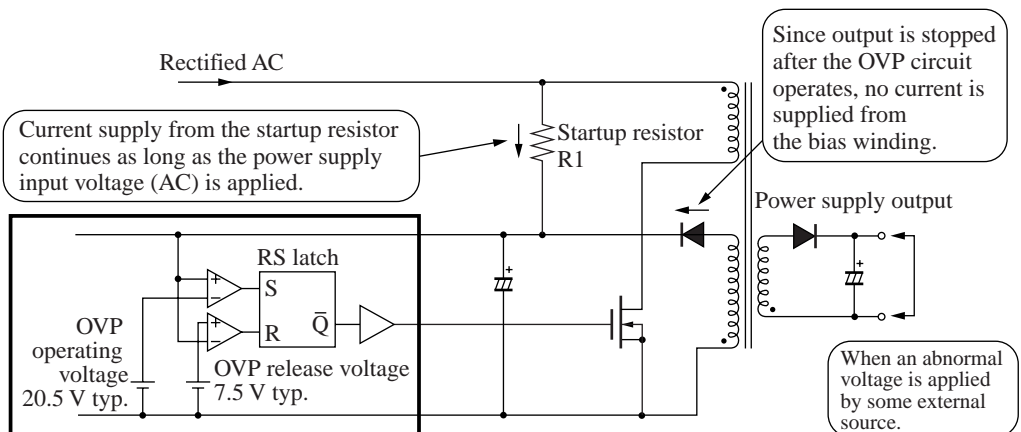 Rectified AC
Since output is stopped
after the OVP circuit
operates, no current is
supplied from
the bias winding.
Current supply from the startup resistor
continues as long as the power supply
input voltage (AC) is applied.
Startup resistor
R1
Power supply output
+
RS latch
+
−
S
+
−
R
Q̅
+
OVP
operating
voltage
20.5 V typ.
OVP release voltage
7.5 V typ.
When an abnormal
voltage is applied
by some external
source.